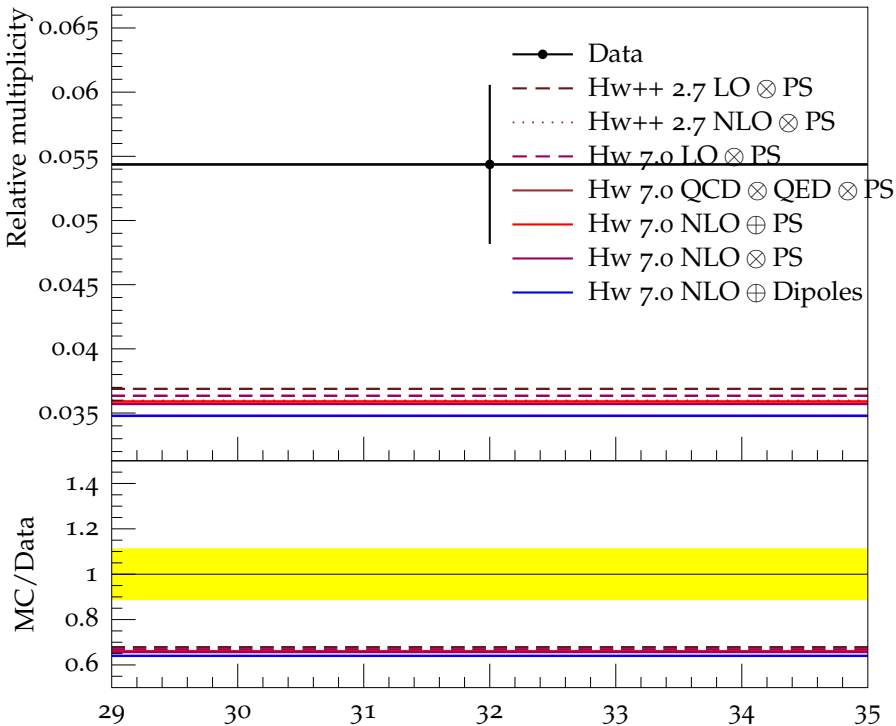 Relative multiplicity
0.065
0.06
0.055
0.05
0.045
0.04
0.035
Data
Hw++ 2.7 LO ⊗ PS
Hw++ 2.7 NLO ⊗ PS
Hw 7.0 LO ⊗ PS
Hw 7.0 QCD ⊗ QED ⊗ PS
Hw 7.0 NLO ⊕ PS
Hw 7.0 NLO ⊗ PS
Hw 7.0 NLO ⊕ Dipoles
MC/Data
1.4
1.2
1
0.8
0.6
29 30 31 32 33 34 35